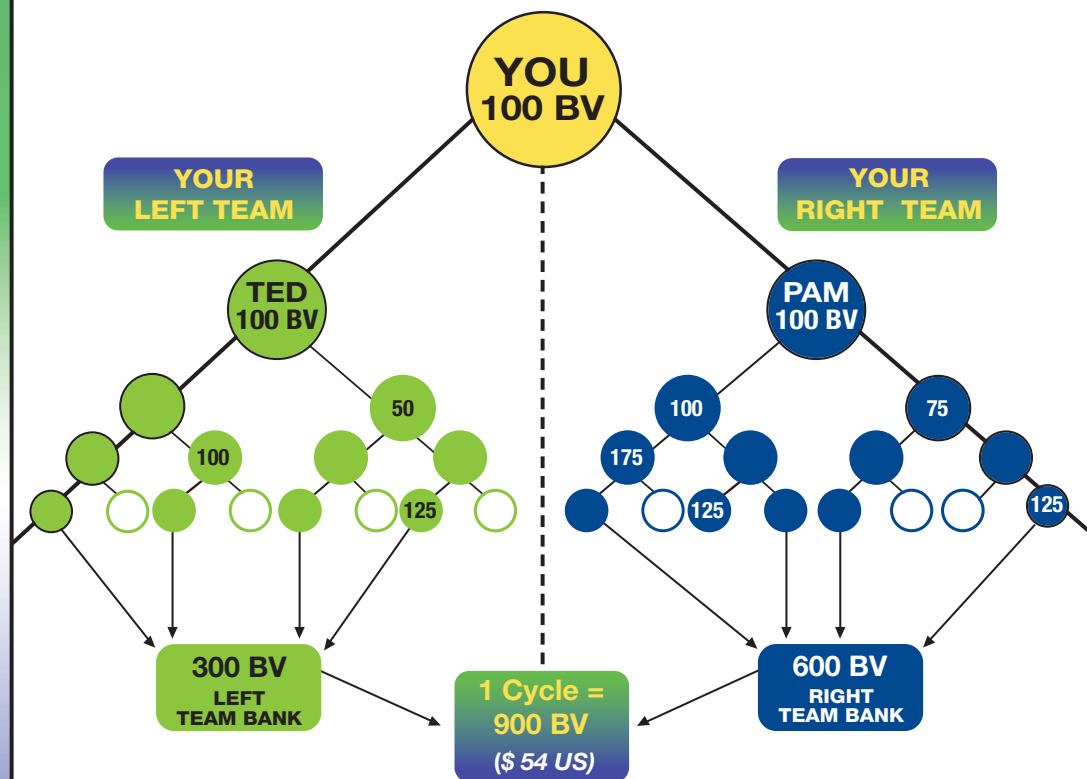 YOU
100 BV
YOUR
LEFT TEAM
YOUR
RIGHT TEAM
TED
100 BV
PAM
100 BV
50
100
75
100
175
125
125
125
300 BV
LEFT
TEAM BANK
600 BV
RIGHT
TEAM BANK
1 Cycle =
900 BV
($ 54 US)